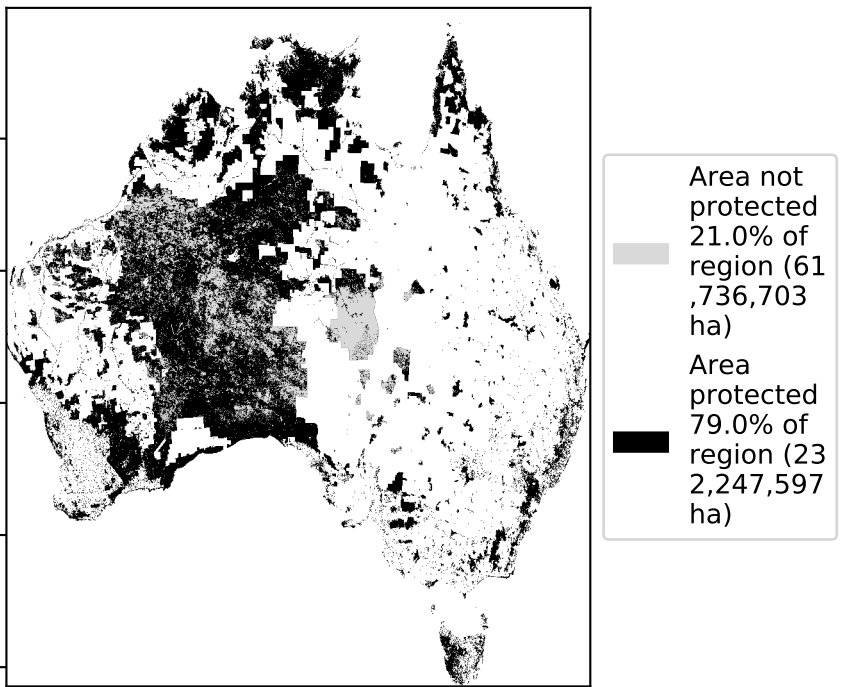 Area not
protected
21.0% of
region (61
,736,703
ha)
Area
protected
79.0% of
region (23
2,247,597
ha)